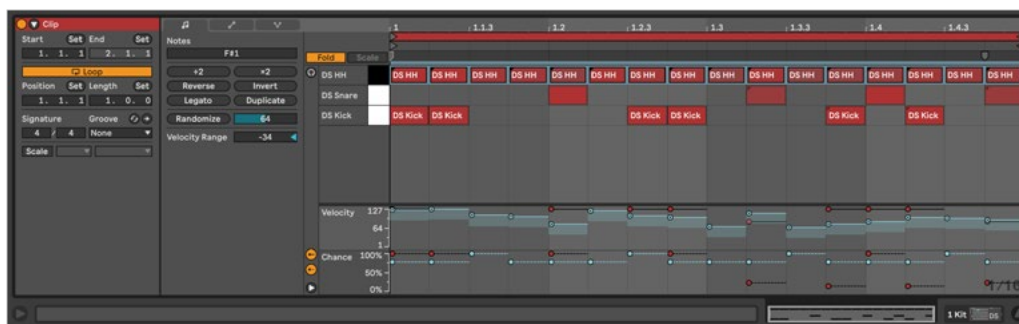 Clip
Start Set End Set
1. 1. 1 2. 1. 1
Loop
Position Set Length Set
1. 1. 1 1. 0. 0
Signature Groove
4 / 4 None
Scale
Notes
F#1
÷2 ×2
Reverse Invert
Legato Duplicate
Randomize 64
Velocity Range -34
1 1.1.3 1.2 1.2.3 1.3 1.3.3 1.4 1.4.3
Fold Scale
DS HH DS HH DS HH DS HH DS HH DS HH DS HH DS HH DS HH DS HH DS HH DS HH DS HH DS HH DS HH DS HH DS HH
DS Snare
DS Kick DS Kick DS Kick DS Kick DS Kick DS Kick DS Kick
Velocity 127
64
1
Chance 100%
50%
0%
1/16
1 Kit DS